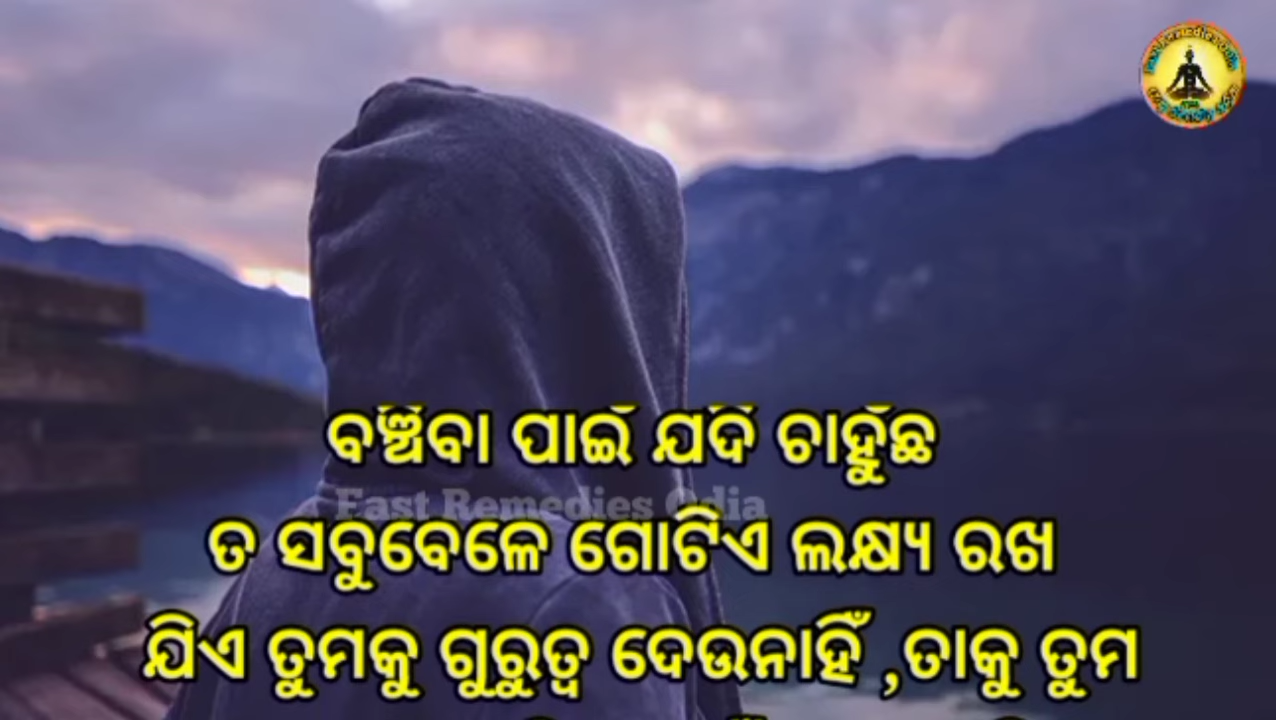 ବଞ୍ଚିବା ପାଇଁ ଯଦି ଚାହୁଁଛ
Fast Remedies Odia
ତ ସବୁବେଳେ ଗୋଟିଏ ଲକ୍ଷ୍ୟ ରଖ
ଯିଏ ତୁମକୁ ଗୁରୁତ୍ୱ ଦେଉନାହିଁ ,ତାକୁ ତୁମ